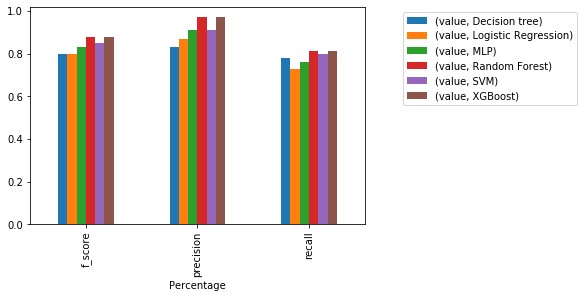 1.0
0.8
0.6
0.4
0.2
0.0
f_score
precision
recall
Percentage
(value, Decision tree)
(value, Logistic Regression)
(value, MLP)
(value, Random Forest)
(value, SVM)
(value, XGBoost)